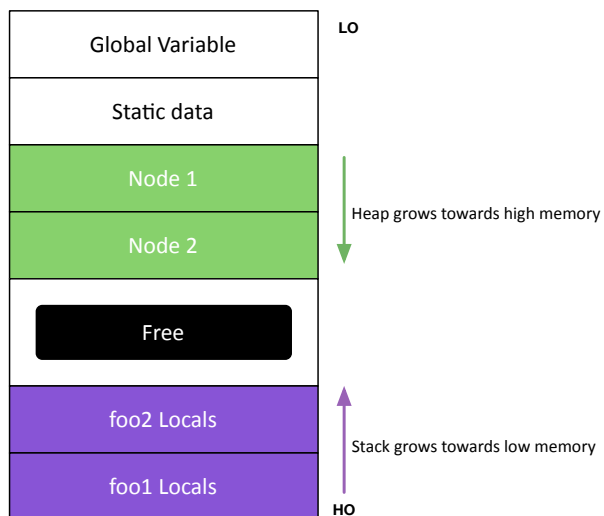 Global Variable
LO
Static data
Node 1
Heap grows towards high memory
Node 2
Free
foo2 Locals
Stack grows towards low memory
foo1 Locals
HO